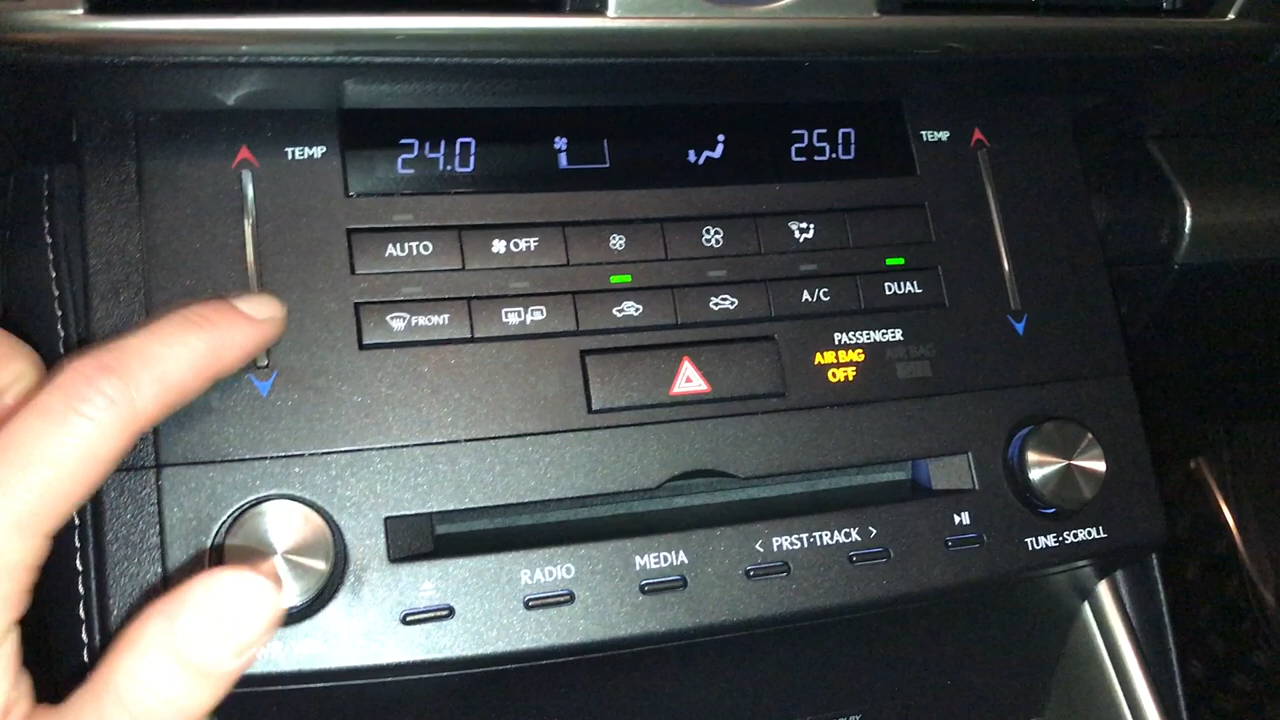 TEMP 24.0 25.0 TEMP
AUTO OFF
FRONT A/C DUAL
PASSENGER
AIR BAG
OFF
RADIO MEDIA < PRST·TRACK >
TUNE·SCROLL